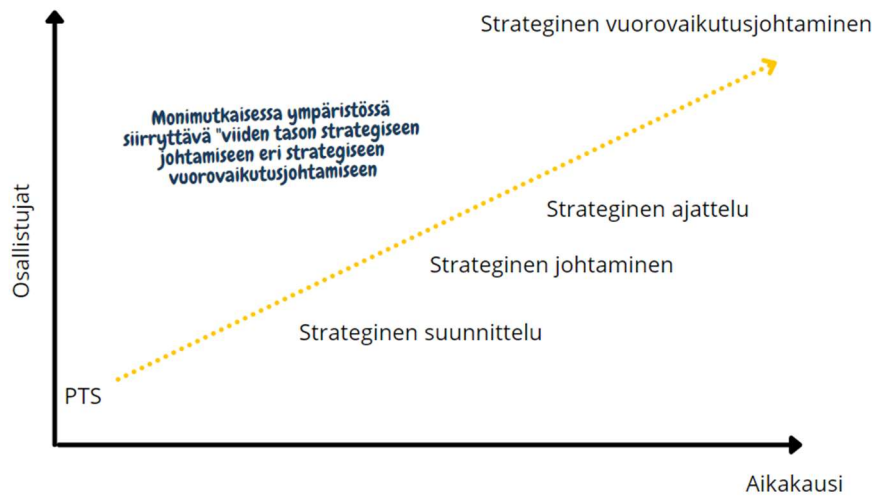 Strateginen vuorovaikutusjohtaminen
Monimutkaisessa ympäristössä
siirryttävä "viiden tason strategiseen
johtamiseen eri strategiseen
vuorovaikutusjohtamiseen
Osallistujat
Strateginen ajattelu
Strateginen johtaminen
Strateginen suunnittelu
PTS
Aikakausi